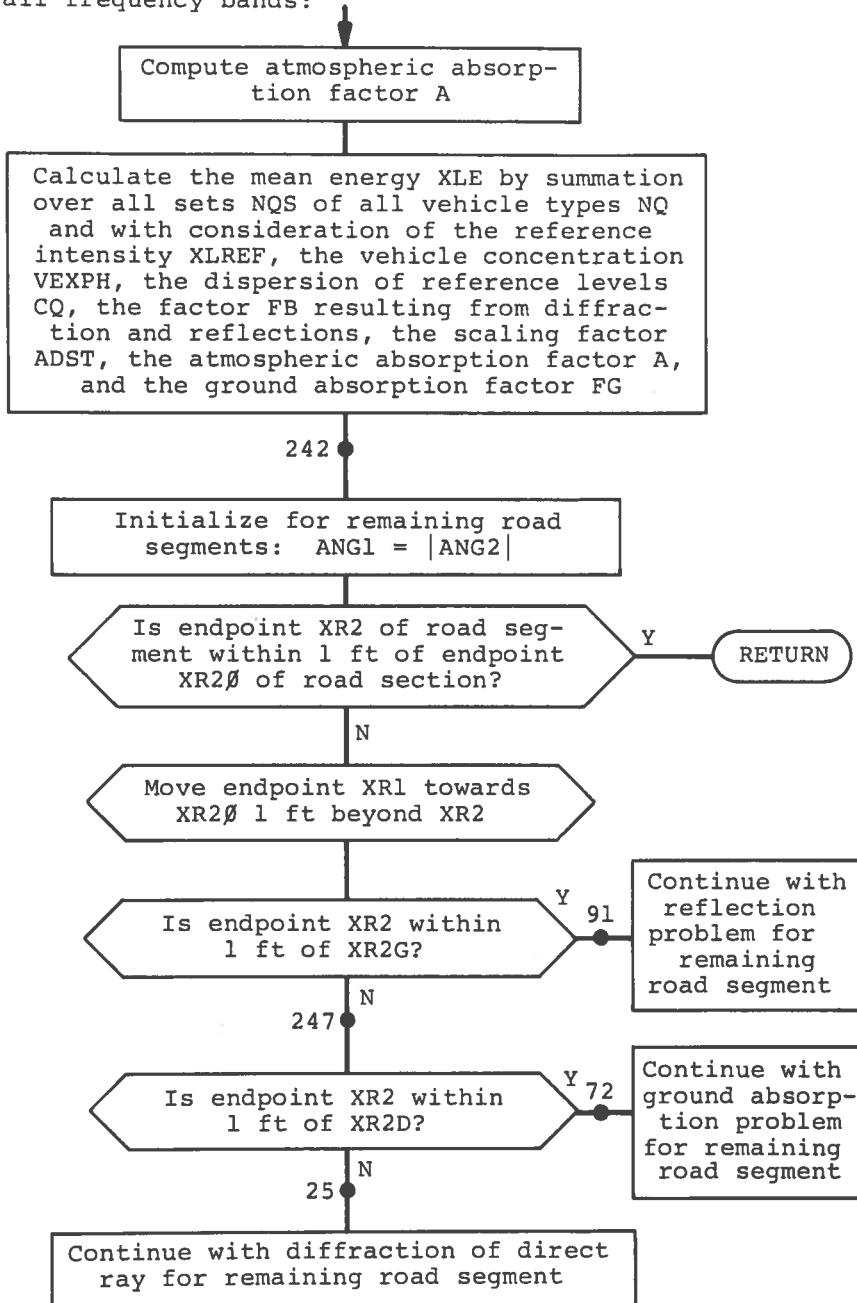 all frequency bands:
Compute atmospheric absorp-
tion factor A
Calculate the mean energy XLE by summation
over all sets NQS of all vehicle types NQ
and with consideration of the reference
intensity XLREF, the vehicle concentration
VEXPH, the dispersion of reference levels
CQ, the factor FB resulting from diffrac-
tion and reflections, the scaling factor
ADST, the atmospheric absorption factor A,
and the ground absorption factor FG
242
Initialize for remaining road
segments: ANG1 = |ANG2|
Is endpoint XR2 of road seg-
ment within 1 ft of endpoint
XR2Ø of road section?
Y
RETURN
N
Move endpoint XR1 towards
XR2Ø 1 ft beyond XR2
Is endpoint XR2 within
1 ft of XR2G?
Y
91
Continue with
reflection
problem for
remaining
road segment
N
247
Is endpoint XR2 within
1 ft of XR2D?
Y
72
Continue with
ground absorp-
tion problem
for remaining
road segment
N
25
Continue with diffraction of direct
ray for remaining road segment